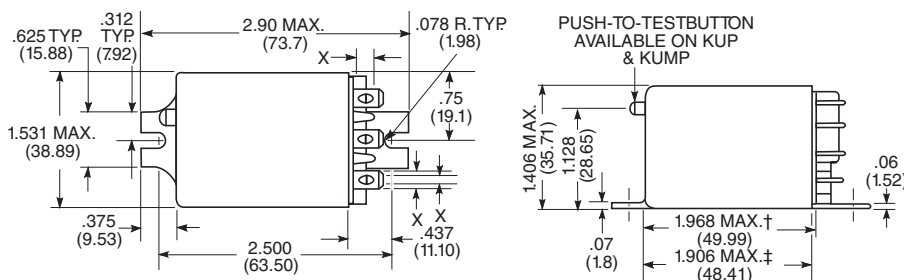 .312
TYP.
(7.92)
.625 TYP.
(15.88)
2.90 MAX.
(73.7)
.078 R. TYP.
(1.98)
X
.75
(19.1)
1.531 MAX.
(38.89)
.375
(9.53)
2.500
(63.50)
X
X
.437
(11.10)
PUSH-TO-TESTBUTTON
AVAILABLE ON KUP
& KUMP
1.406 MAX.
(35.71)
1.128
(28.65)
.06
(1.52)
.07
(1.8)
1.968 MAX.†
(49.99)
1.906 MAX.‡
(48.41)